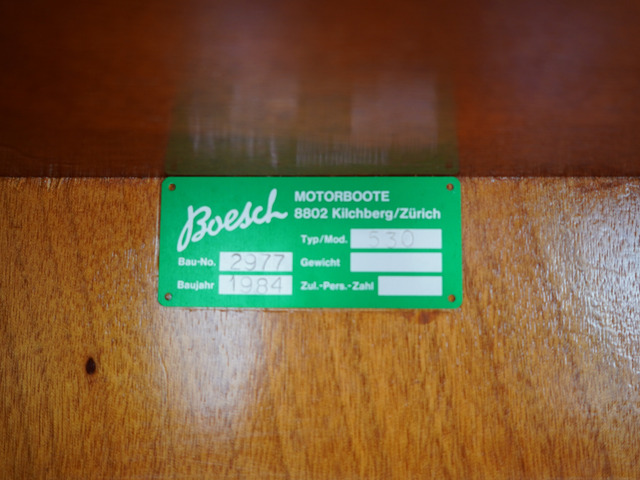 Boesch MOTORBOOTE
8802 Kilchberg/Zürich
Typ/Mod. 530
Bau-No. 2977 Gewicht
Baujahr 1984 Zul.-Pers.-Zahl